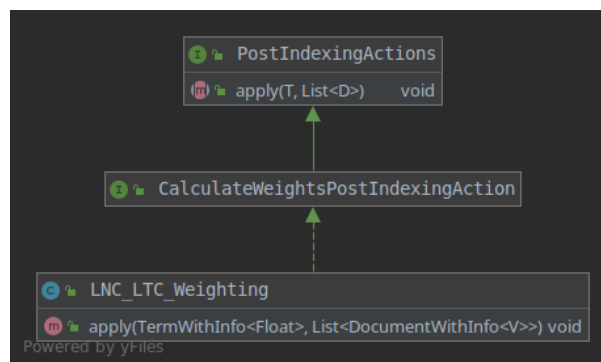 I PostIndexingActions
m apply(T, List<D>) void
I CalculateWeightsPostIndexingAction
C LNC_LTC_Weighting
m apply(TermWithInfo<Float>, List<DocumentWithInfo<V>>) void
Powered by yFiles